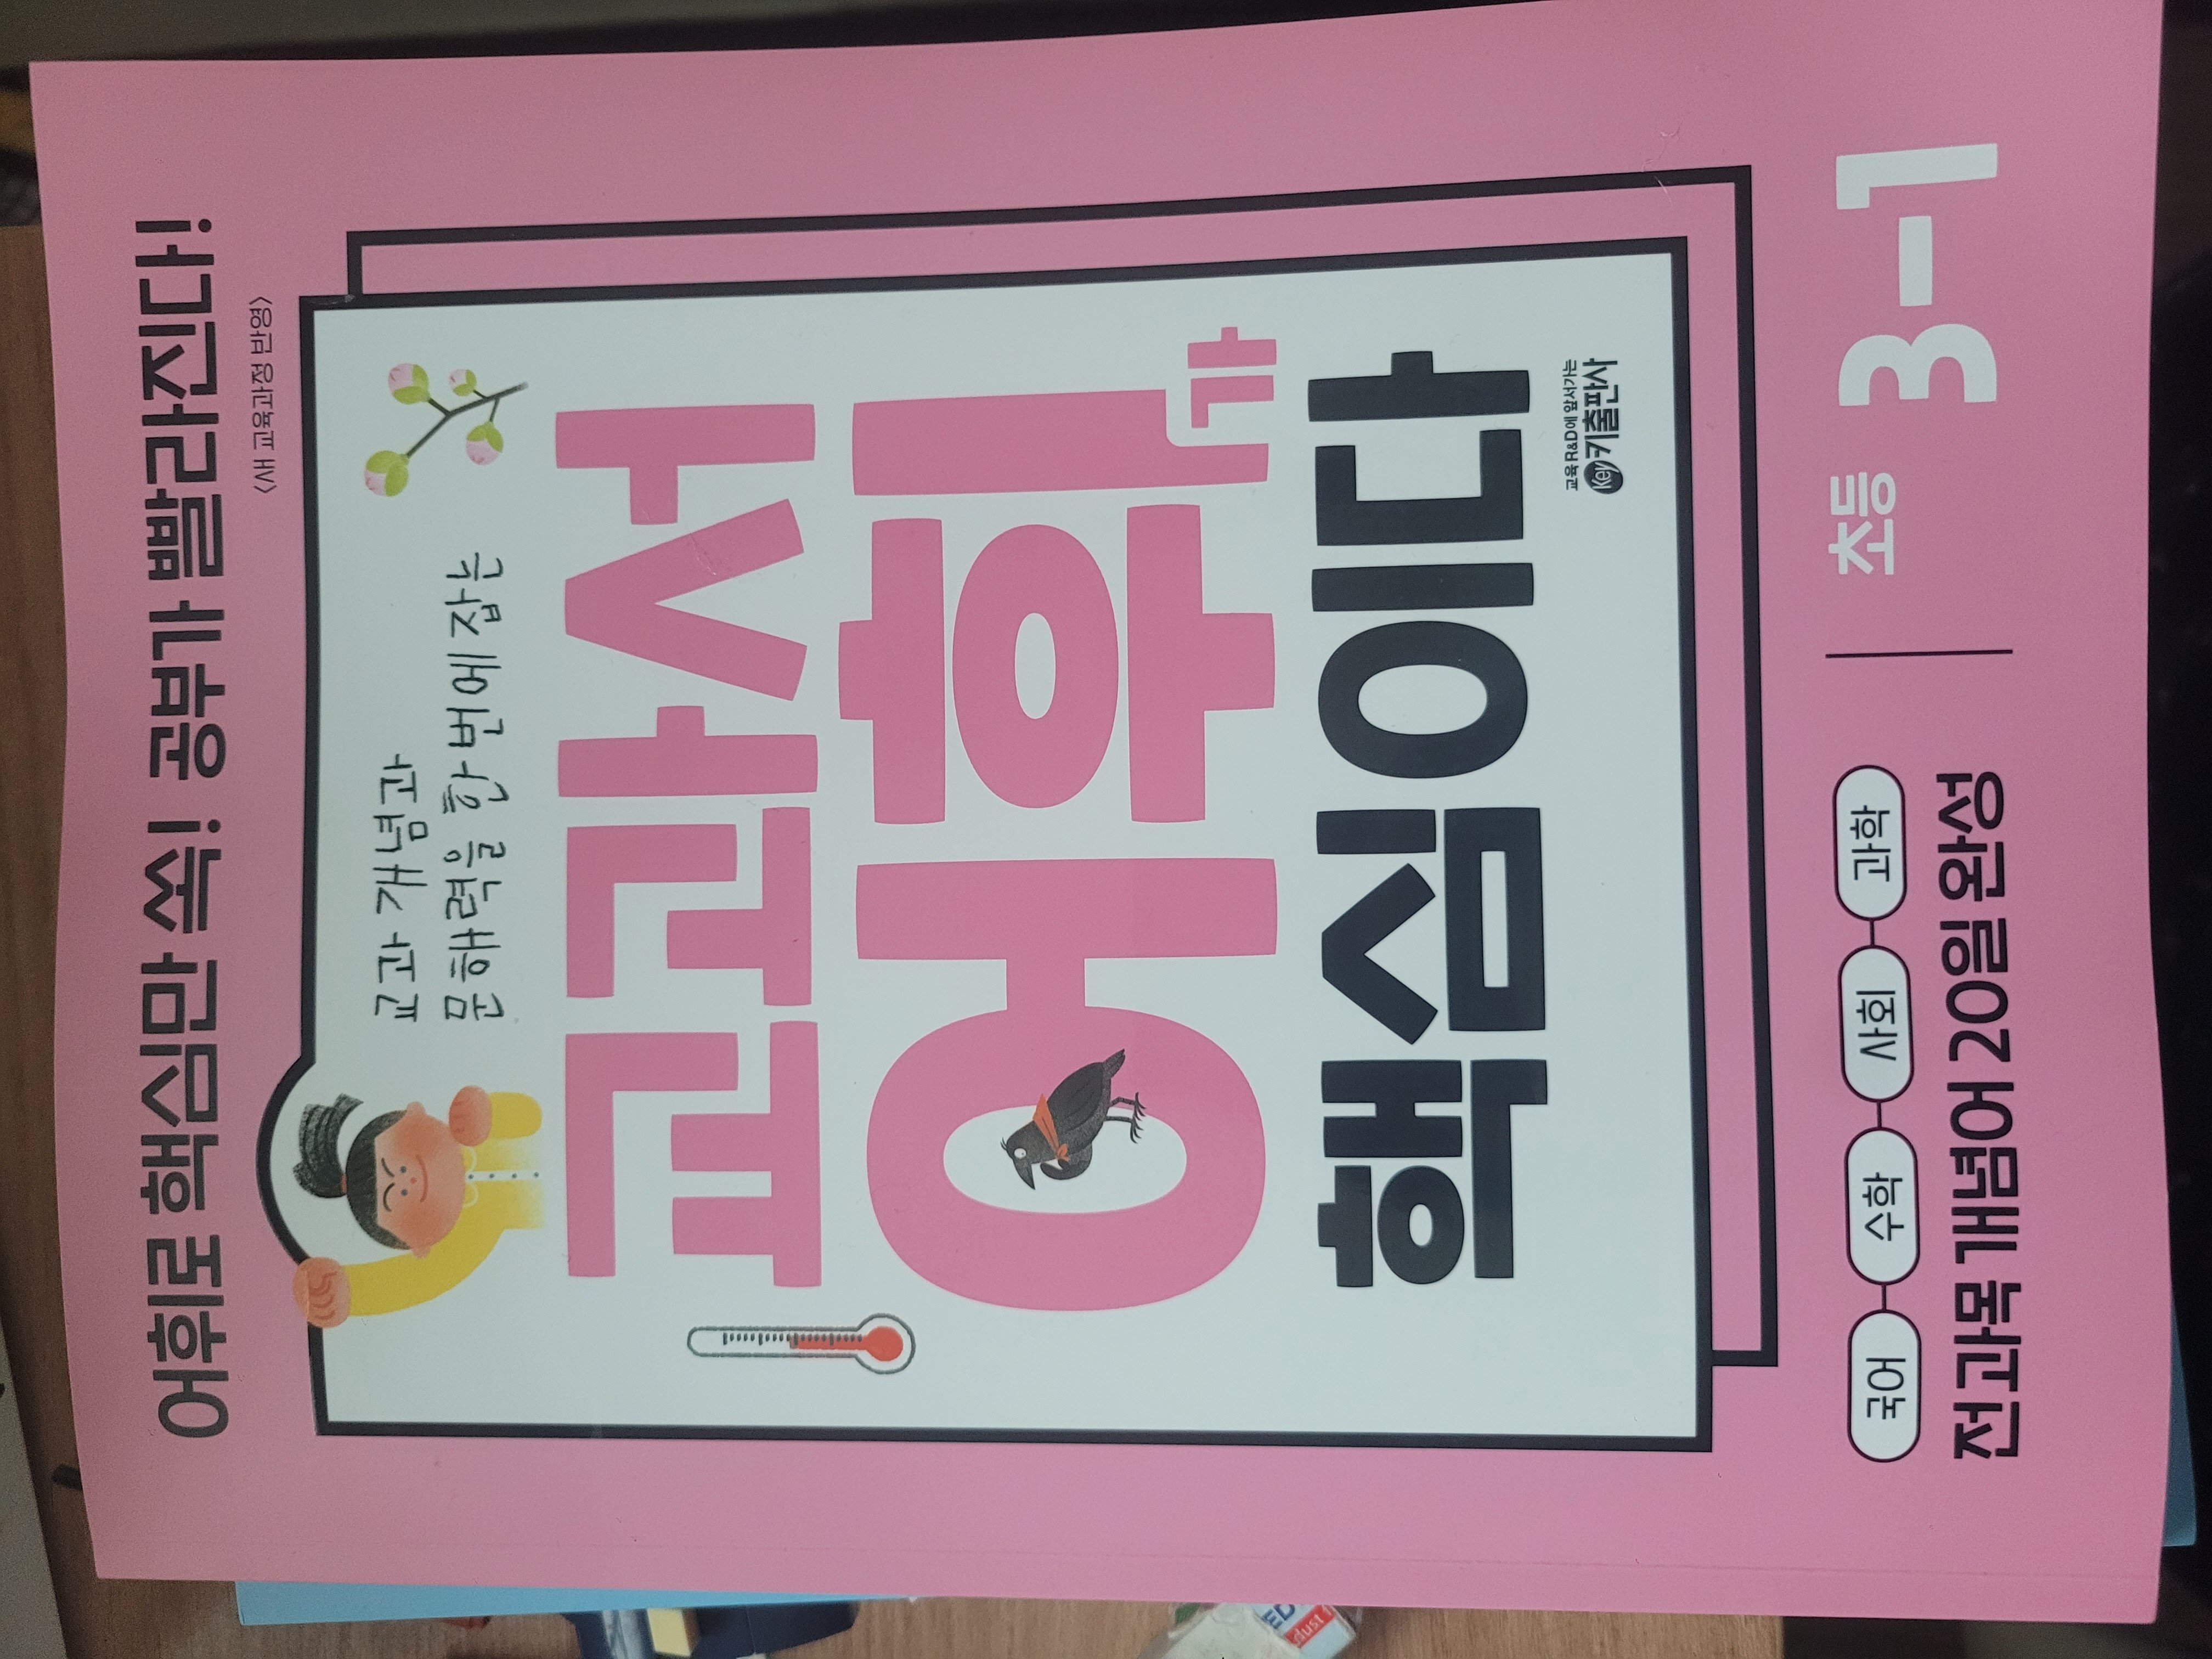 어휘로 핵심만 쏙! 공부가 빨라진다!
<새 교육과정 반영>
교과 개념과
문해력을 한 번에 잡는
교과서
어휘가
핵심이다
교육 R&D에 앞서가는
Key 키출판사
국어 수학 사회 과학
전과목 개념어 20일 완성
초등 3-1
ED
dust